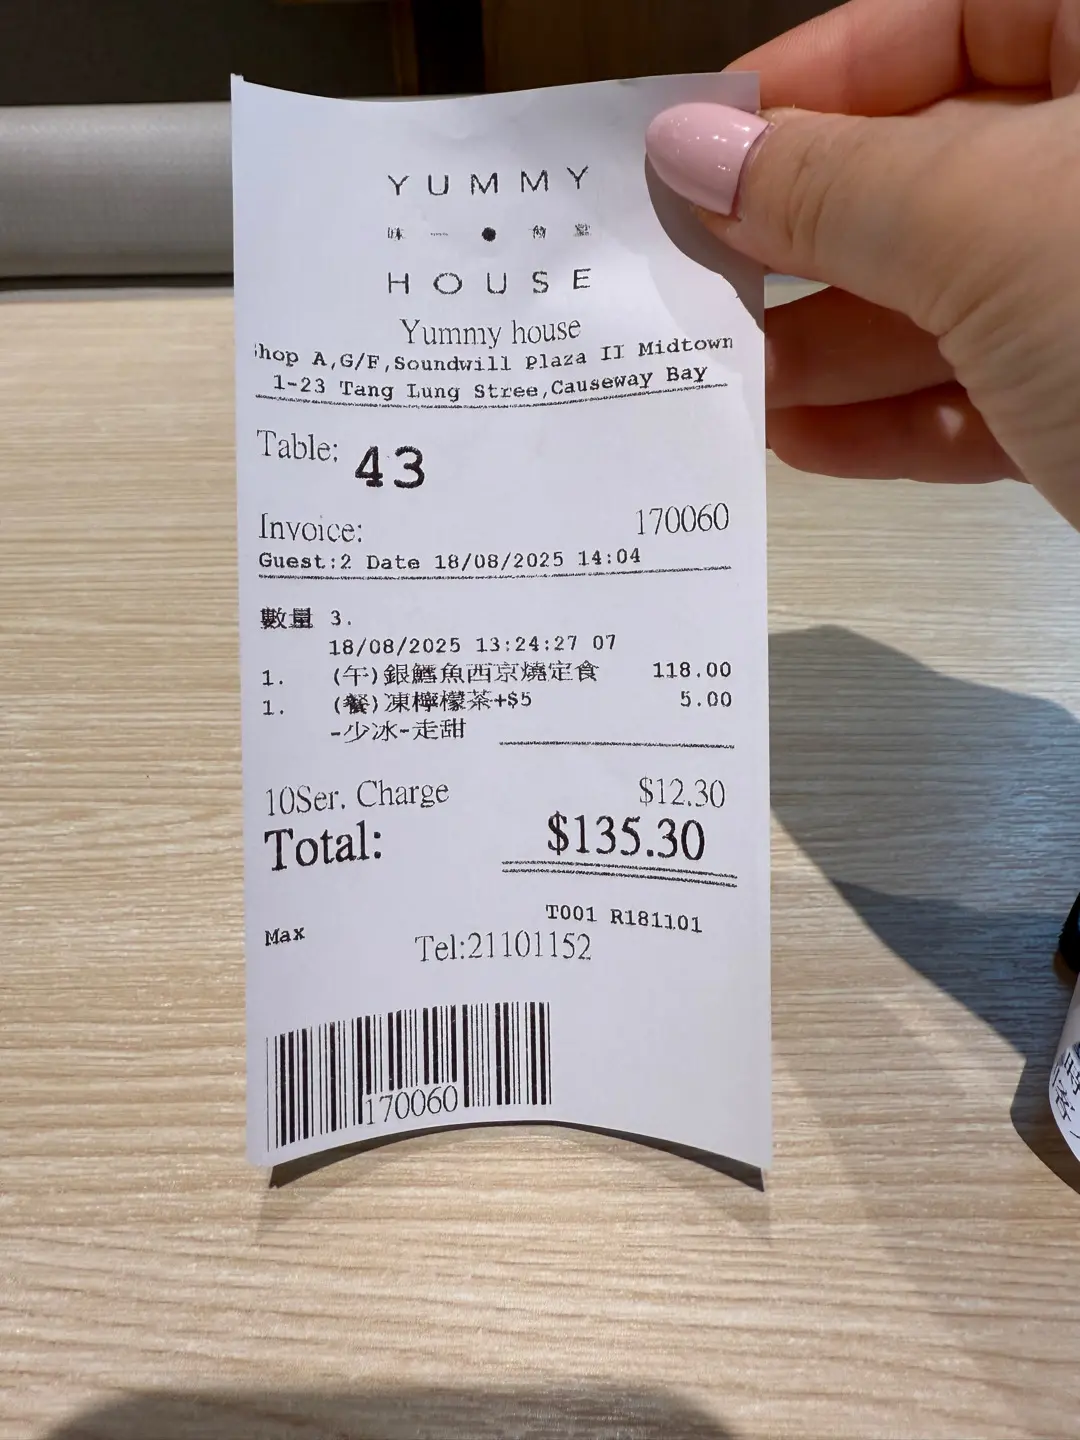 YUMMY
味一●飾堂
HOUSE
Yummy house
Shop A,G/F,Soundwill Plaza II Midtown
1-23 Tang Lung Stree,Causeway Bay
Table: 43
Invoice: 170060
Guest:2 Date 18/08/2025 14:04
數量 3.
18/08/2025 13:24:27 07
1. (午)銀鱈魚西京燒定食 118.00
1. (餐)凍檸檬茶+$5 5.00
-少冰-走甜
10Ser. Charge $12.30
Total: $135.30
T001 R181101
Max
Tel:21101152
170060